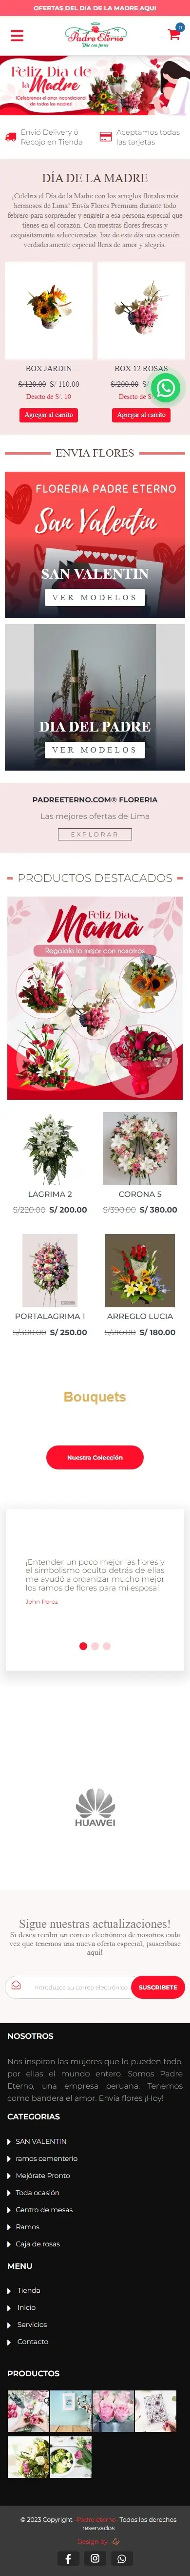 OFERTAS DEL DIA DE LA MADRE AQUI
Padre Eterno
0
Feliz Día de
la Madre
Envió Delivery ó
Recojo en Tienda
Aceptamos todas
las tarjetas
DÍA DE LA MADRE
¡Celebra el Día de la Madre con los arreglos florales más
hermosos de Lima! Envía Flores Premium durante todo
febrero para sorprender y engreir a esa persona especial que
tienes en el corazón. Con nuestras flores frescas y
exquisitamente seleccionadas, haz de este día una ocasión
verdaderamente especial llena de amor y alegría.
BOX JARDÍN...
S/120.00 S/ 110.00
Descto de S/. 10
Agregar al carrito
BOX 12 ROSAS
S/200.00 S/
Descto de S
Agregar al carrito
ENVIA FLORES
FLORERIA PADRE ETERNO
San Valentin
SAN VALENTIN
VER MODELOS
DIA DEL PADRE
VER MODELOS
PADREETERNO.COM® FLORERIA
Las mejores ofertas de Lima
EXPLORAR
PRODUCTOS DESTACADOS
Feliz Día
Mamá
Regalale lo mejor con nosotros
LAGRIMA 2
S/220.00 S/ 200.00
CORONA 5
S/390.00 S/ 380.00
PORTALAGRIMA 1
S/300.00 S/ 250.00
ARREGLO LUCIA
S/210.00 S/ 180.00
Bouquets
Nuestra Colección
¡Entender un poco mejor las flores y
el simbolismo oculto detrás de ellas
me ayudó a organizar mucho mejor
los ramos de flores para mi esposa!
John Perez.
HUAWEI
Sigue nuestras actualizaciones!
Si desea recibir un correo electrónico de nosotros cada
vez que tenemos una nueva oferta especial, ¡suscríbase
aquí!
Introduzca su correo electrónico
SUSCRIBETE
NOSOTROS
Nos inspiran las mujeres que lo pueden todo,
por ellas el mundo entero. Somos Padre
Eterno, una empresa peruana. Tenemos
como bandera el amor. Envía flores ¡Hoy!
CATEGORIAS
SAN VALENTIN
ramos cementerio
Mejórate Pronto
Toda ocasión
Centro de mesas
Ramos
Caja de rosas
MENU
Tienda
Inicio
Servicios
Contacto
PRODUCTOS
© 2023 Copyright -Padre eterno- Todos los derechos
reservados
Design by